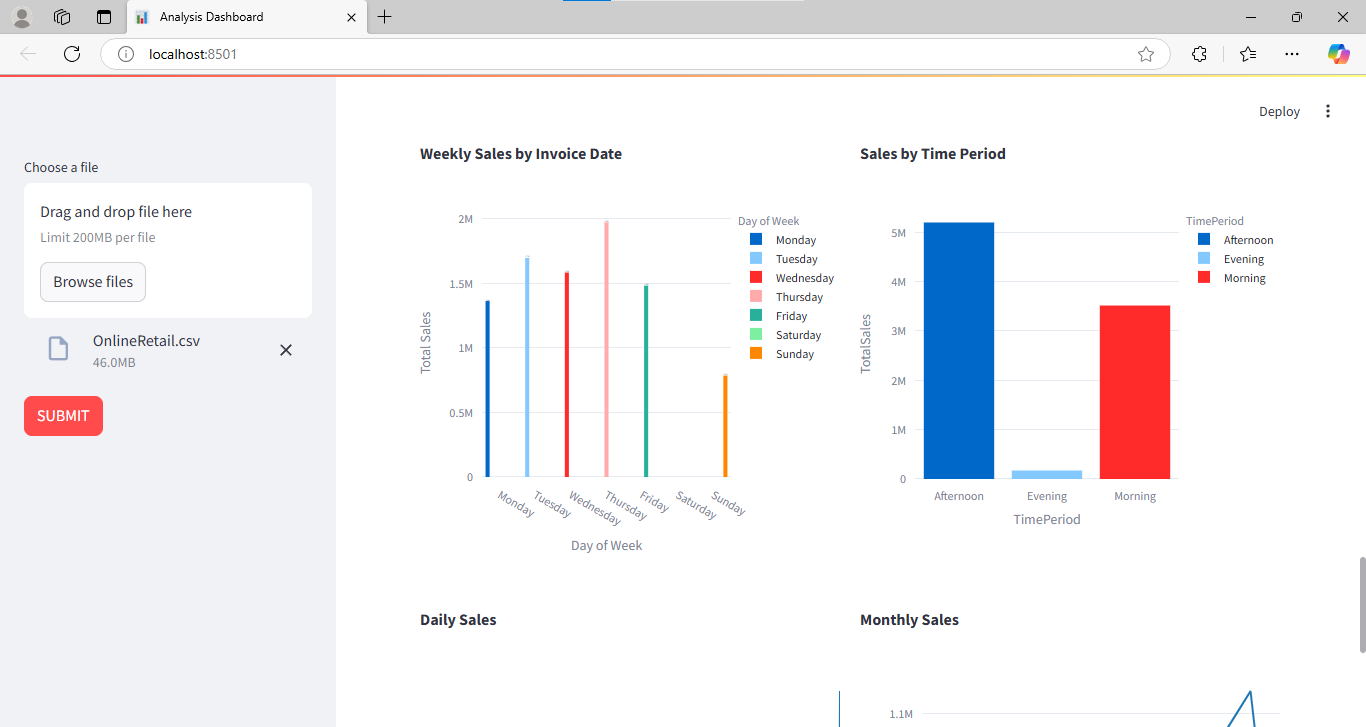 Analysis Dashboard
localhost:8501
Deploy
Choose a file
Drag and drop file here
Limit 200MB per file
Browse files
OnlineRetail.csv
46.0MB
SUBMIT
Weekly Sales by Invoice Date
2M
1.5M
1M
0.5M
0
Total Sales
Monday
Tuesday
Wednesday
Thursday
Friday
Saturday
Sunday
Day of Week
Day of Week
Monday
Tuesday
Wednesday
Thursday
Friday
Saturday
Sunday
Sales by Time Period
5M
4M
3M
2M
1M
0
TotalSales
Afternoon
Evening
Morning
TimePeriod
TimePeriod
Afternoon
Evening
Morning
Daily Sales
Monthly Sales
1.1M